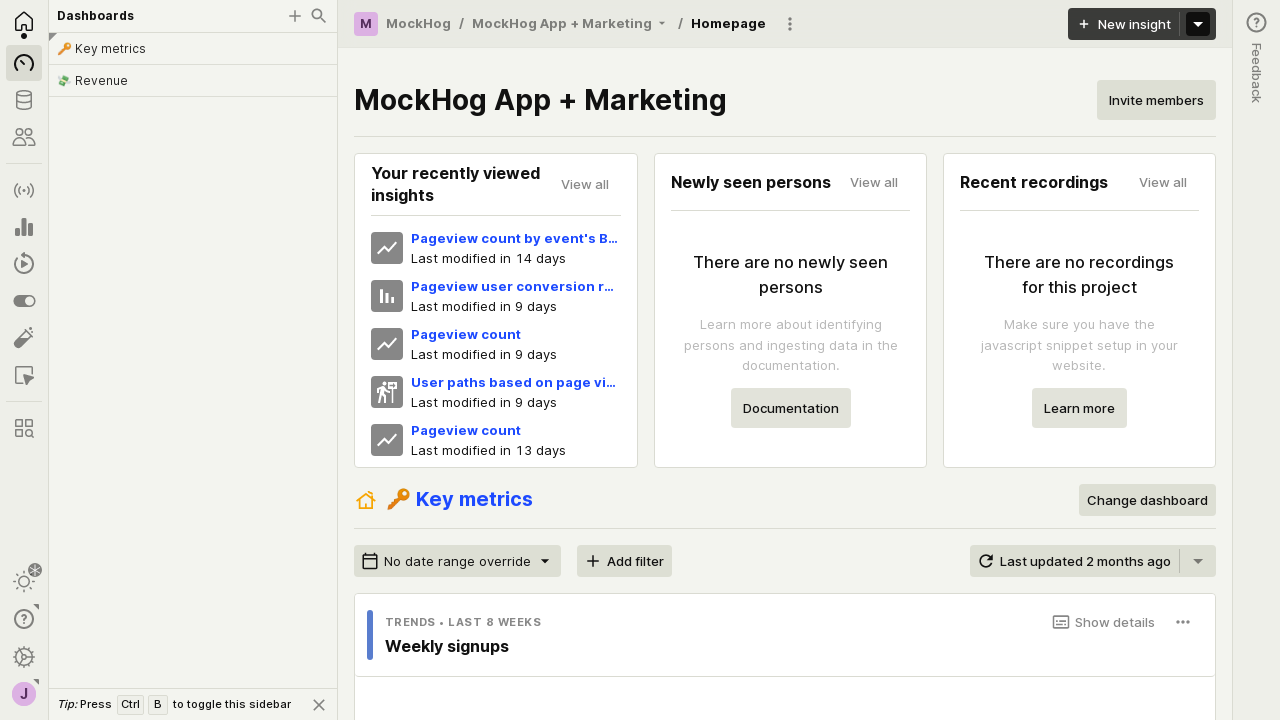 Dashboards
Key metrics
Revenue
Tip: Press Ctrl B to toggle this sidebar
J
M MockHog / MockHog App + Marketing / Homepage
New insight
Feedback
MockHog App + Marketing
Invite members
Your recently viewed
insights
View all
Pageview count by event's B...
Last modified in 14 days
Pageview user conversion r...
Last modified in 9 days
Pageview count
Last modified in 9 days
User paths based on page vi...
Last modified in 9 days
Pageview count
Last modified in 13 days
Newly seen persons
View all
There are no newly seen
persons
Learn more about identifying
persons and ingesting data in the
documentation.
Documentation
Recent recordings
View all
There are no recordings
for this project
Make sure you have the
javascript snippet setup in your
website.
Learn more
Key metrics
Change dashboard
No date range override
Add filter
Last updated 2 months ago
TRENDS • LAST 8 WEEKS
Show details
Weekly signups